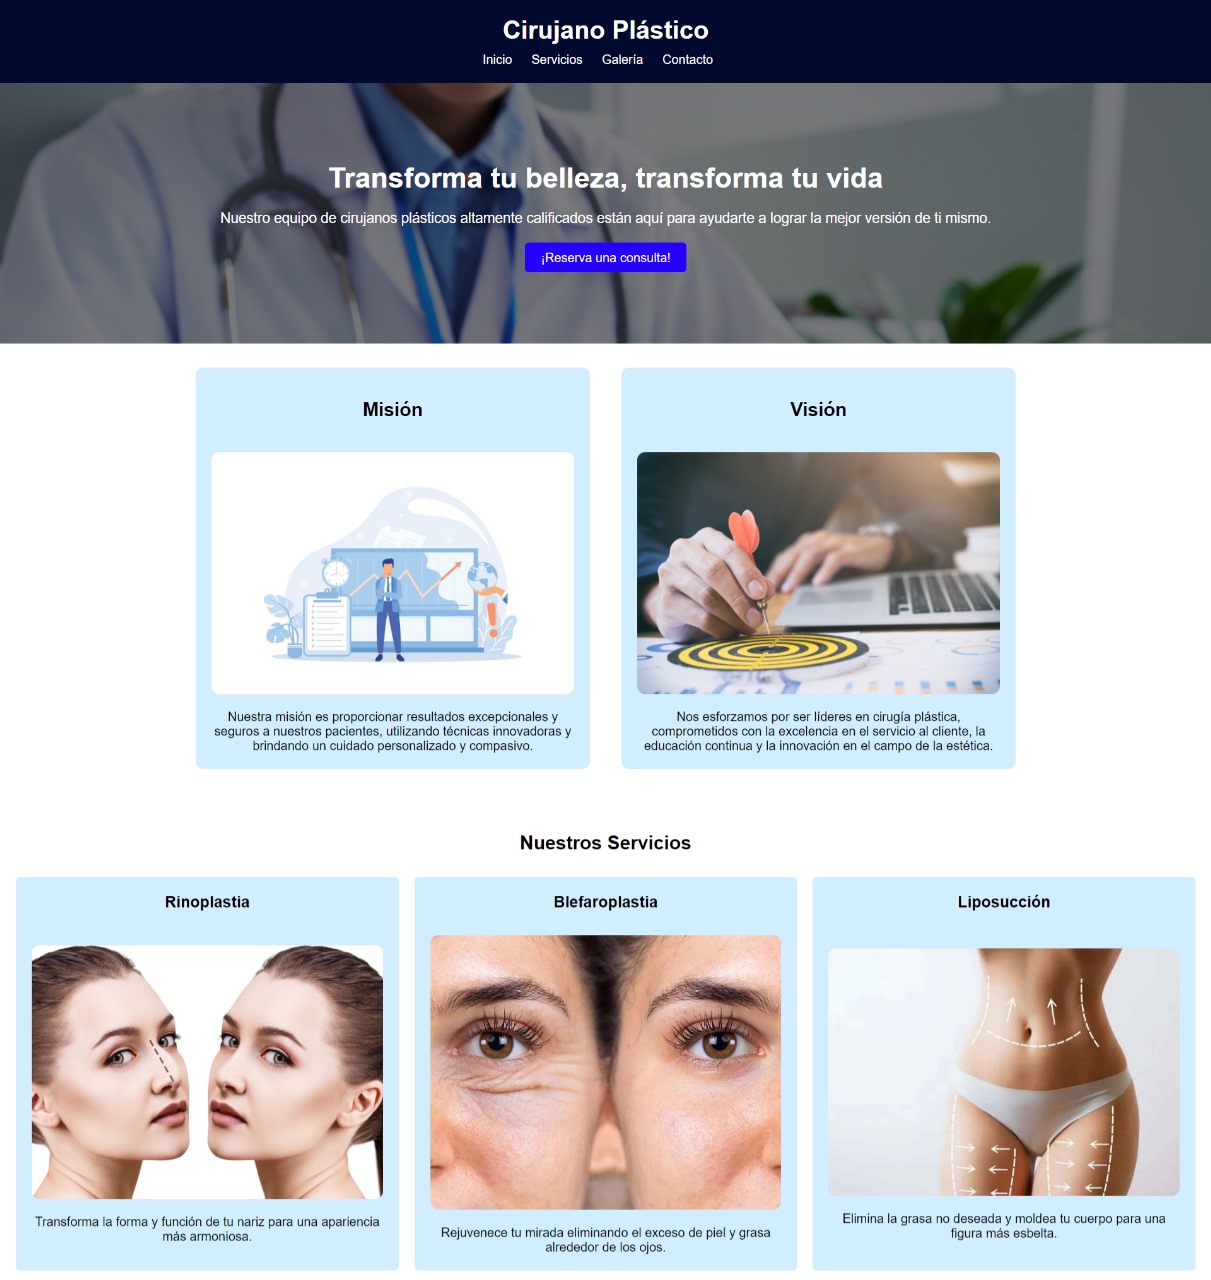 Cirujano Plástico
Inicio Servicios Galería Contacto
Transforma tu belleza, transforma tu vida
Nuestro equipo de cirujanos plásticos altamente calificados están aquí para ayudarte a lograr la mejor versión de ti mismo.
¡Reserva una consulta!
Misión
Nuestra misión es proporcionar resultados excepcionales y
seguros a nuestros pacientes, utilizando técnicas innovadoras y
brindando un cuidado personalizado y compasivo.
Visión
Nos esforzamos por ser líderes en cirugía plástica,
comprometidos con la excelencia en el servicio al cliente, la
educación continua y la innovación en el campo de la estética.
Nuestros Servicios
Rinoplastia
Transforma la forma y función de tu nariz para una apariencia
más armoniosa.
Blefaroplastia
Rejuvenece tu mirada eliminando el exceso de piel y grasa
alrededor de los ojos.
Liposucción
Elimina la grasa no deseada y moldea tu cuerpo para una
figura más esbelta.